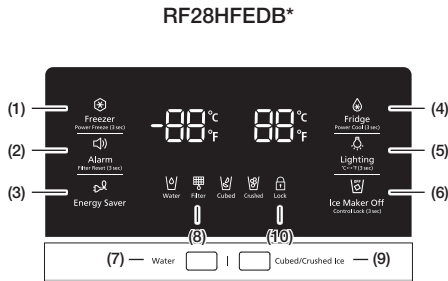 RF28HFEDB*
(1)
Freezer
Power Freeze (3 sec)
(2)
Alarm
Filter Reset (3 sec)
(3)
Energy Saver
-88 °C °F
88 °C °F
(4)
Fridge
Power Cool (3 sec)
(5)
Lighting
°C↔°F (3 sec)
(6)
OFF
Ice Maker Off
Control Lock (3 sec)
Water Filter Cubed Crushed Lock
(8) (10)
(7) Water | Cubed/Crushed Ice (9)